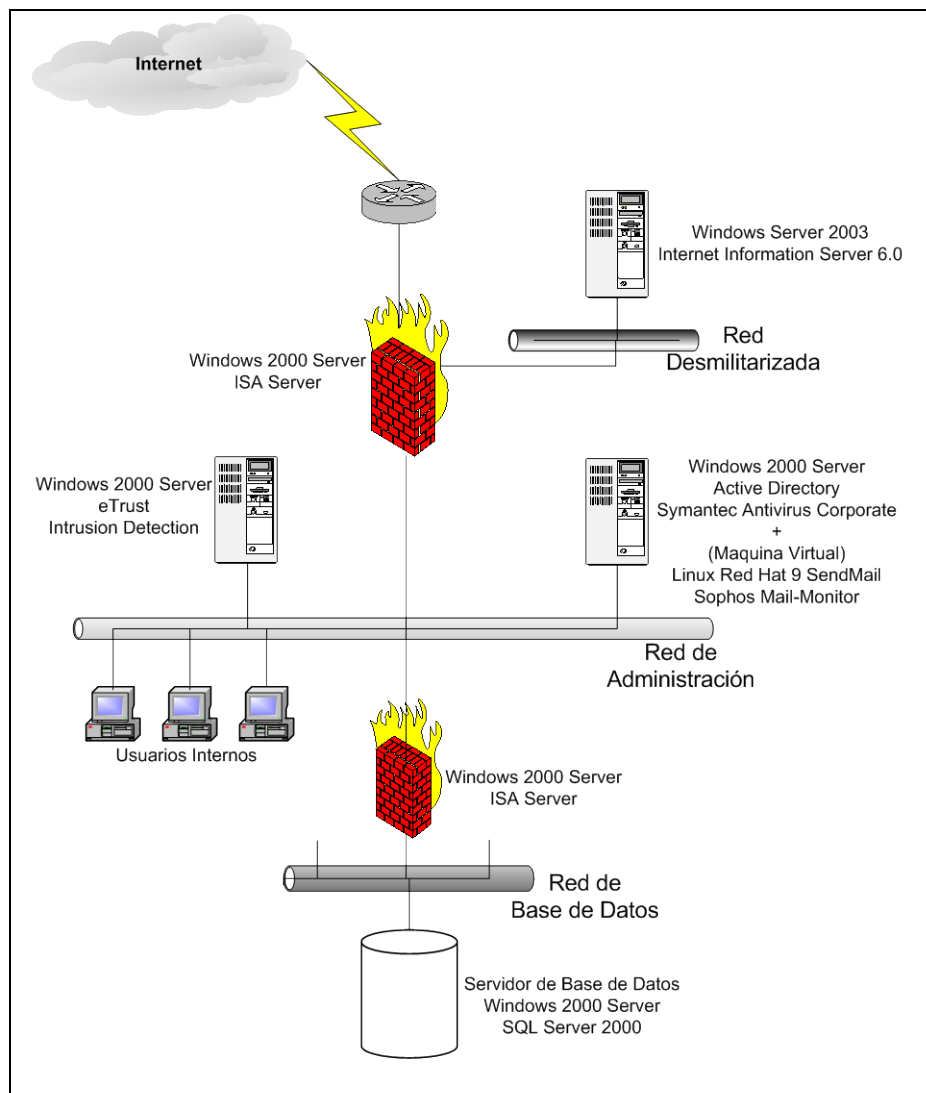 Internet
Windows Server 2003
Internet Information Server 6.0
Red
Desmilitarizada
Windows 2000 Server
ISA Server
Windows 2000 Server
eTrust
Intrusion Detection
Windows 2000 Server
Active Directory
Symantec Antivirus Corporate
+
(Maquina Virtual)
Linux Red Hat 9 SendMail
Sophos Mail-Monitor
Red de
Administración
Usuarios Internos
Windows 2000 Server
ISA Server
Red de
Base de Datos
Servidor de Base de Datos
Windows 2000 Server
SQL Server 2000